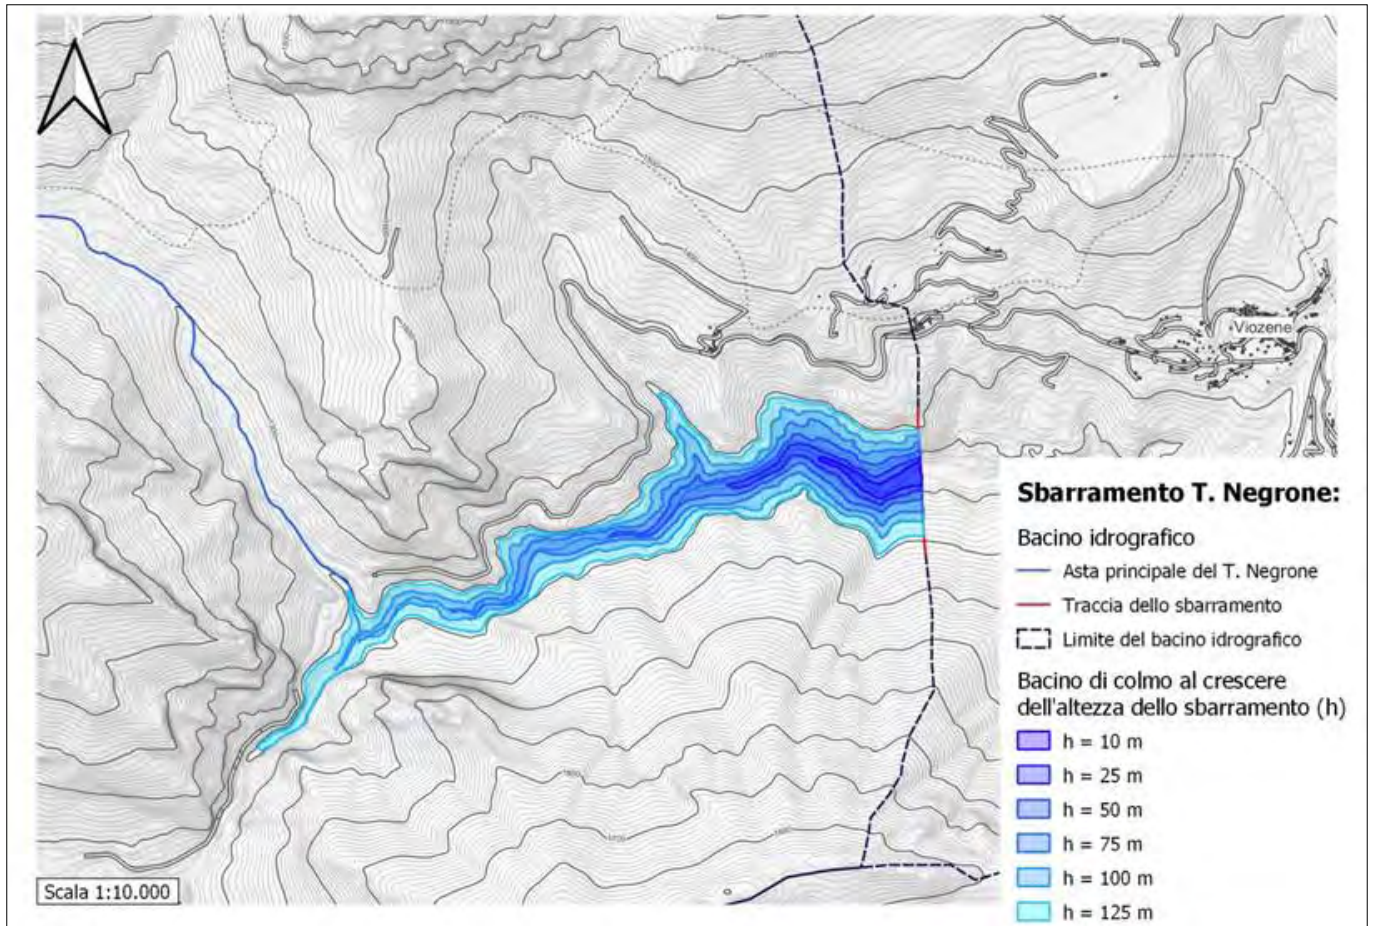 Viozene
Sbarramento T. Negrone:
Bacino idrografico
Asta principale del T. Negrone
Traccia dello sbarramento
Limite del bacino idrografico
Bacino di colmo al crescere
dell'altezza dello sbarramento (h)
h = 10 m
h = 25 m
h = 50 m
h = 75 m
h = 100 m
h = 125 m
Scala 1:10.000